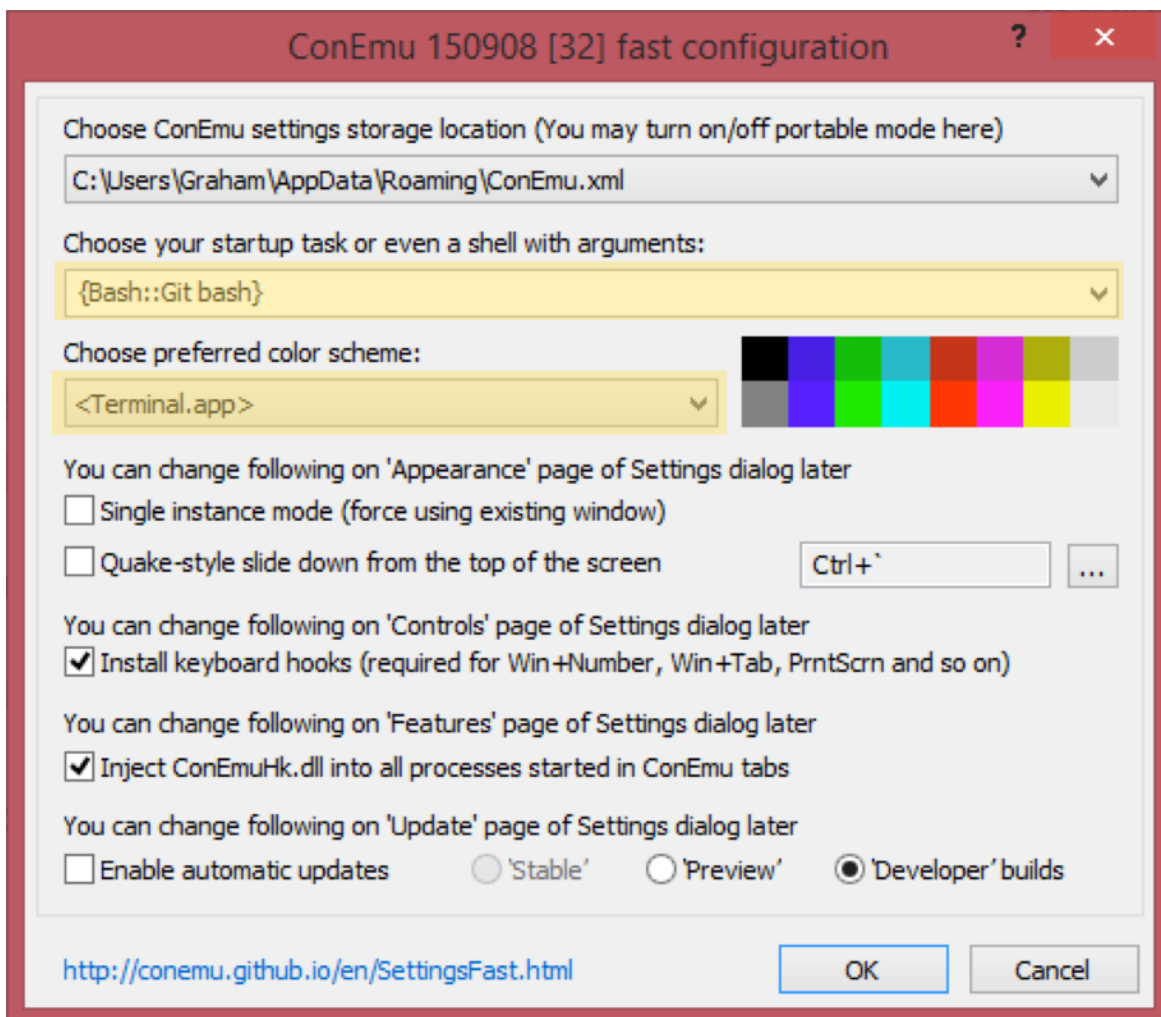 ConEmu 150908 [32] fast configuration ?
Choose ConEmu settings storage location (You may turn on/off portable mode here)
C:\Users\Graham\AppData\Roaming\ConEmu.xml
Choose your startup task or even a shell with arguments:
{Bash::Git bash}
Choose preferred color scheme:
<Terminal.app>
You can change following on 'Appearance' page of Settings dialog later
Single instance mode (force using existing window)
Quake-style slide down from the top of the screen Ctrl+` ...
You can change following on 'Controls' page of Settings dialog later
Install keyboard hooks (required for Win+Number, Win+Tab, PrntScrn and so on)
You can change following on 'Features' page of Settings dialog later
Inject ConEmuHk.dll into all processes started in ConEmu tabs
You can change following on 'Update' page of Settings dialog later
Enable automatic updates 'Stable' 'Preview' 'Developer' builds
http://conemu.github.io/en/SettingsFast.html OK Cancel